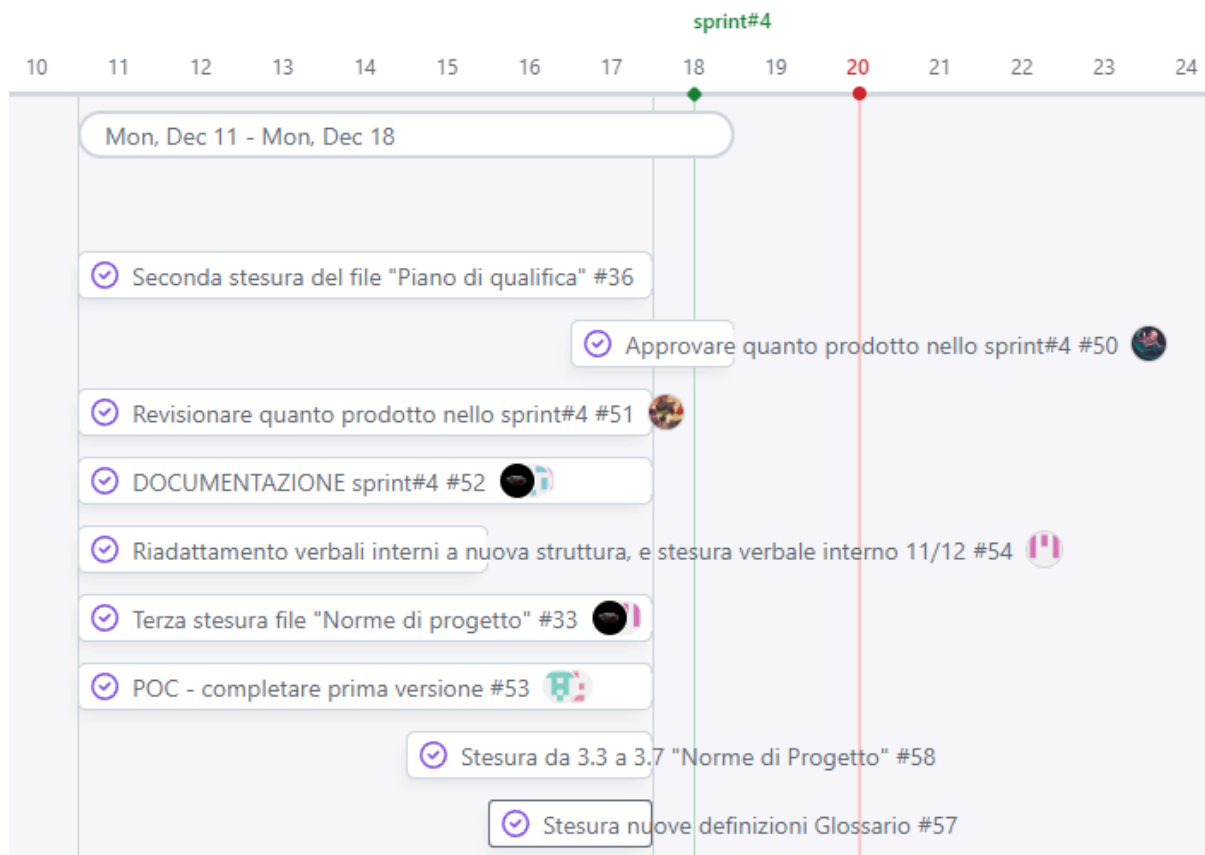 sprint#4
10 11 12 13 14 15 16 17 18 19 20 21 22 23 24
Mon, Dec 11 - Mon, Dec 18
Seconda stesura del file "Piano di qualifica" #36
Approvare quanto prodotto nello sprint#4 #50
Revisionare quanto prodotto nello sprint#4 #51
DOCUMENTAZIONE sprint#4 #52
Riadattamento verbali interni a nuova struttura, e stesura verbale interno 11/12 #54
Terza stesura file "Norme di progetto" #33
POC - completare prima versione #53
Stesura da 3.3 a 3.7 "Norme di Progetto" #58
Stesura nuove definizioni Glossario #57